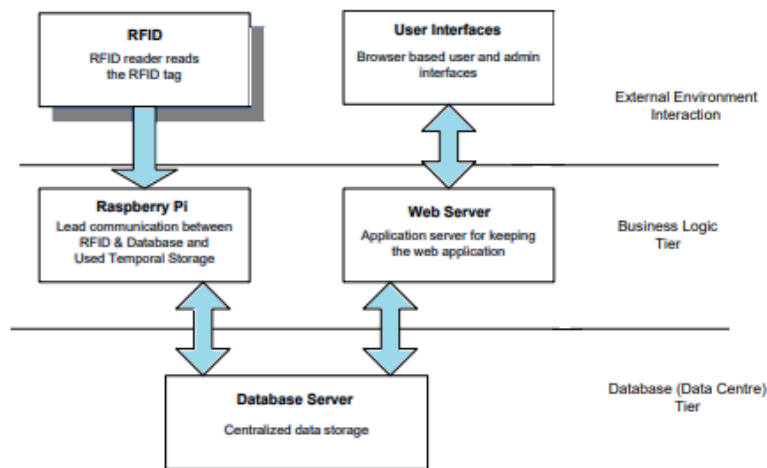 RFID
RFID reader reads
the RFID tag
User Interfaces
Browser based user and admin
interfaces
External Environment
Interaction
Raspberry Pi
Lead communication between
RFID & Database and
Used Temporal Storage
Web Server
Application server for keeping
the web application
Business Logic
Tier
Database Server
Centralized data storage
Database (Data Centre)
Tier